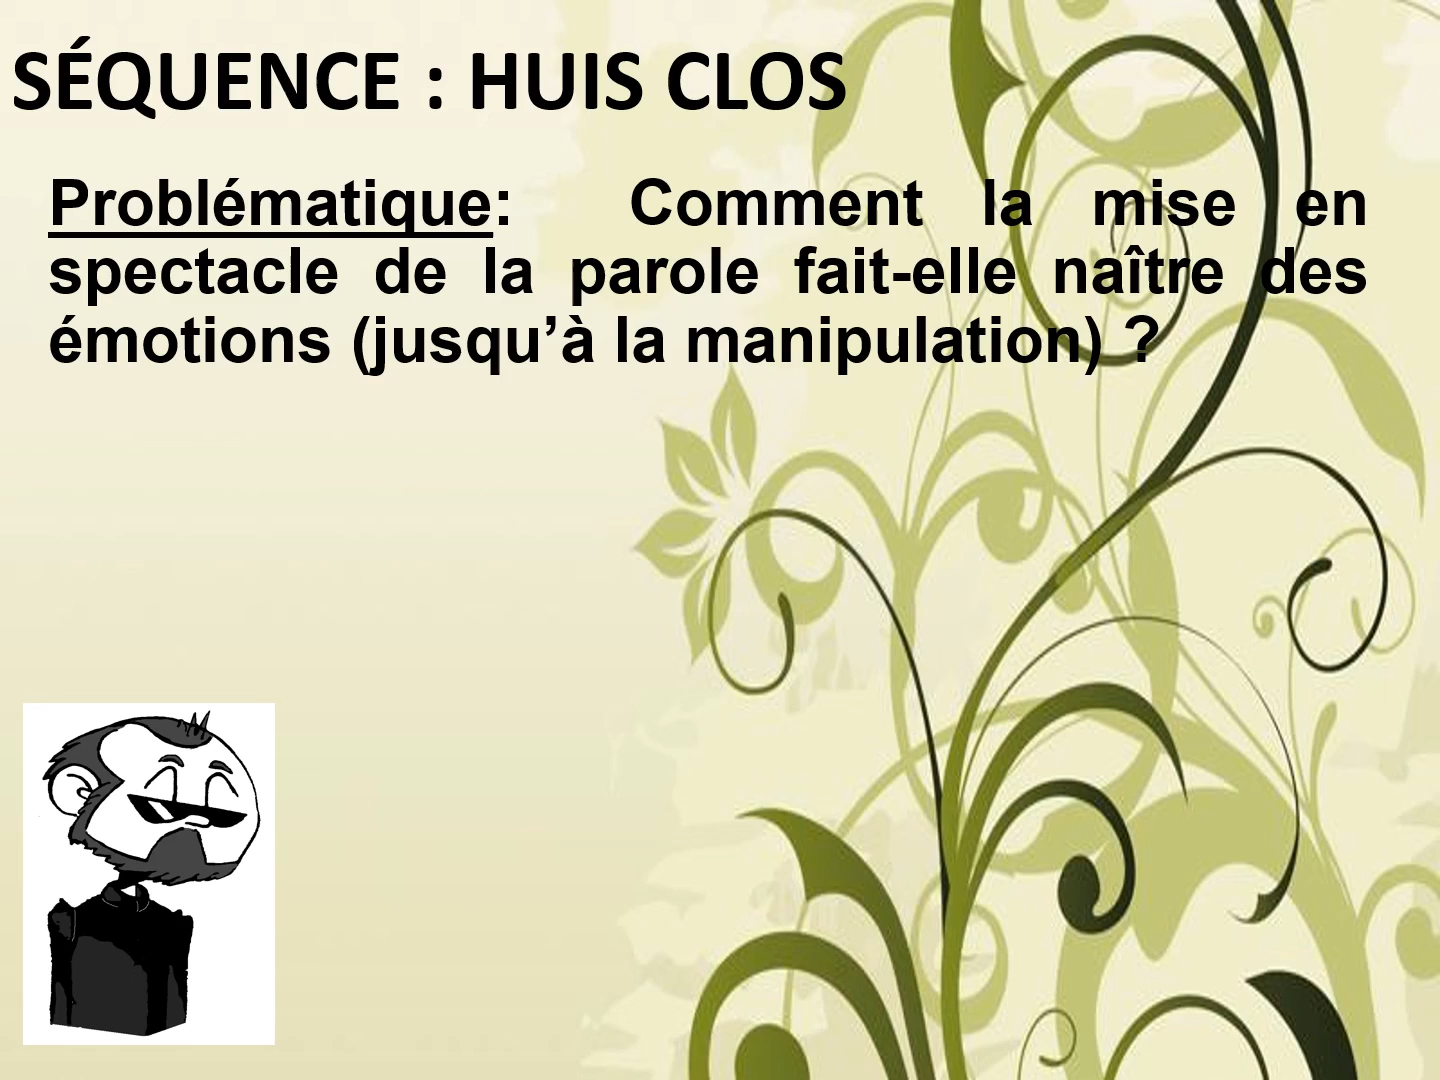 SÉQUENCE : HUIS CLOS
Problématique: Comment la mise en
spectacle de la parole fait-elle naître des
émotions (jusqu’à la manipulation) ?